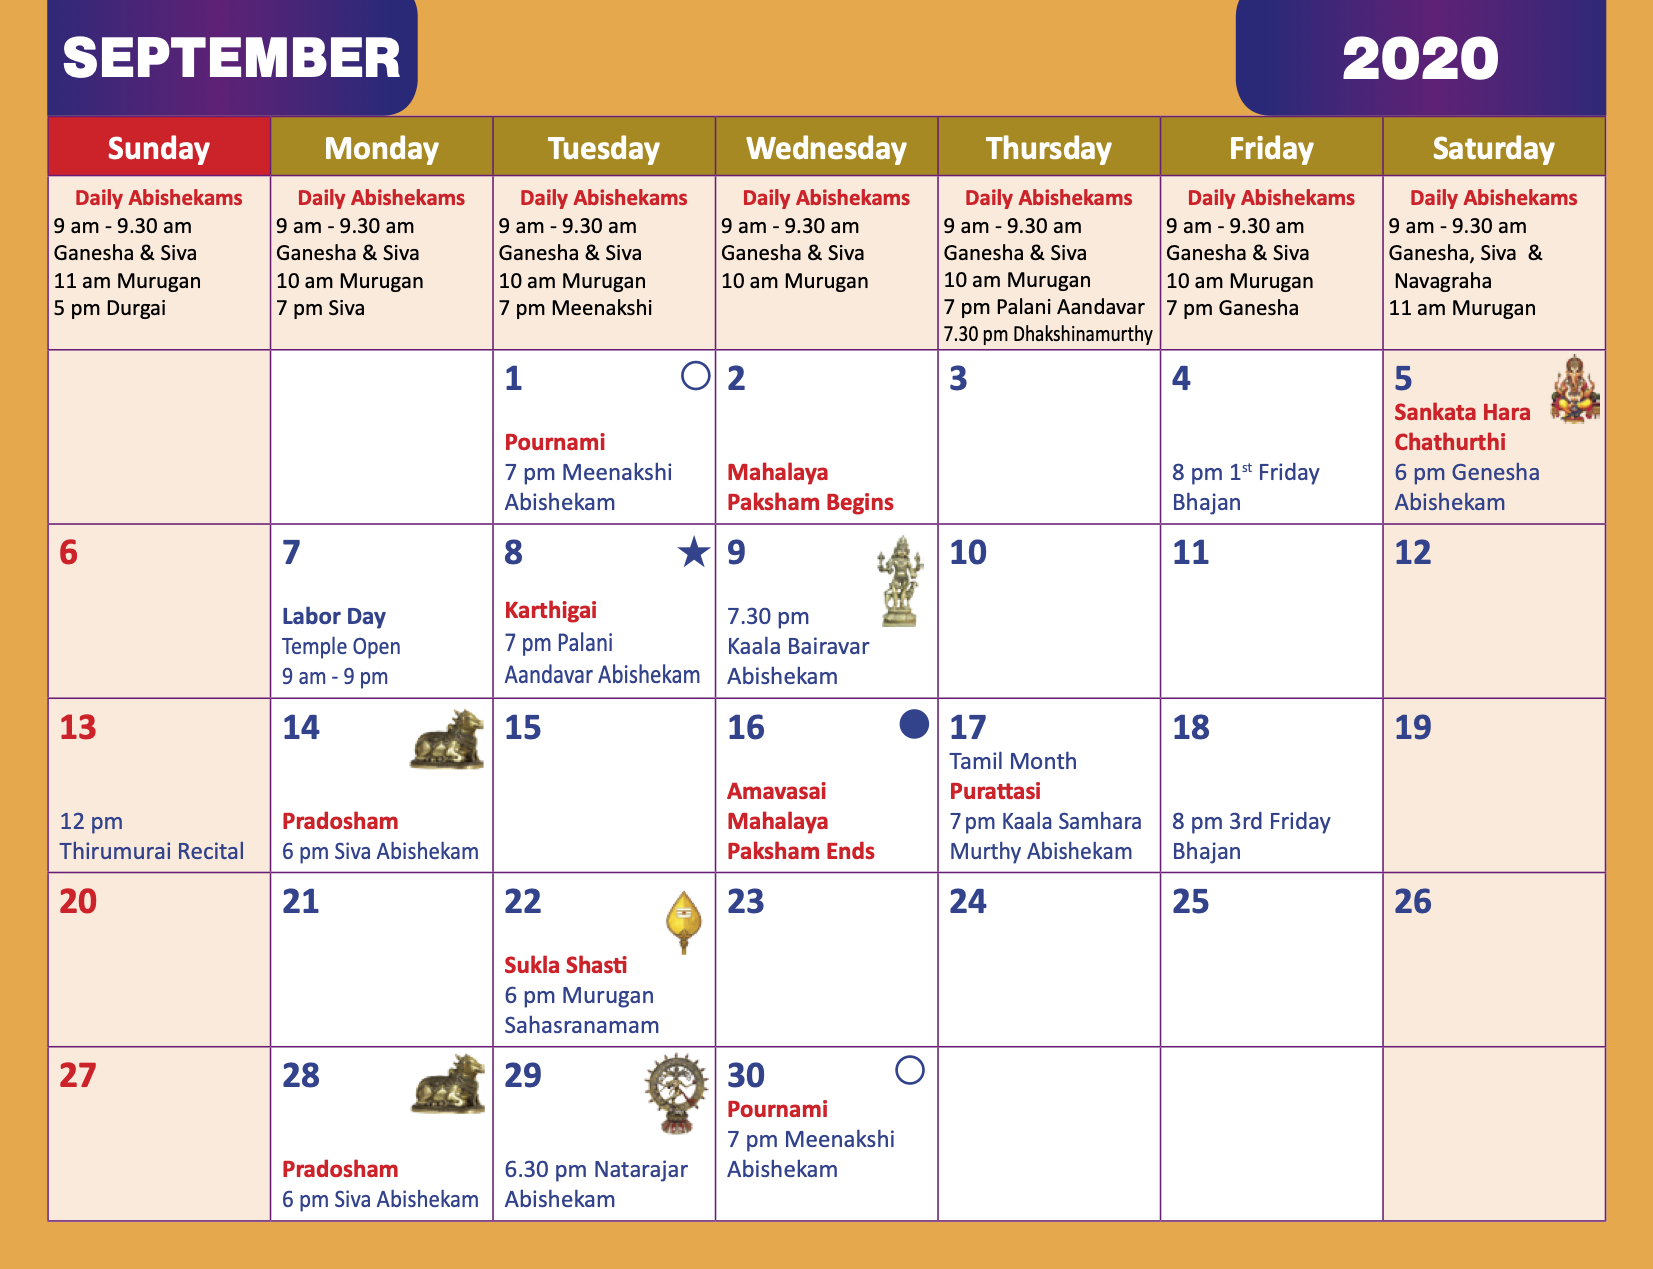 SEPTEMBER
2020
Sunday
Monday
Tuesday
Wednesday
Thursday
Friday
Saturday
Daily Abishekams
9 am - 9.30 am
Ganesha & Siva
11 am Murugan
5 pm Durgai
Daily Abishekams
9 am - 9.30 am
Ganesha & Siva
10 am Murugan
7 pm Siva
Daily Abishekams
9 am - 9.30 am
Ganesha & Siva
10 am Murugan
7 pm Meenakshi
Daily Abishekams
9 am - 9.30 am
Ganesha & Siva
10 am Murugan
Daily Abishekams
9 am - 9.30 am
Ganesha & Siva
10 am Murugan
7 pm Palani Aandavar
7.30 pm Dhakshinamurthy
Daily Abishekams
9 am - 9.30 am
Ganesha & Siva
10 am Murugan
7 pm Ganesha
Daily Abishekams
9 am - 9.30 am
Ganesha, Siva &
Navagraha
11 am Murugan
1
Pournami
7 pm Meenakshi
Abishekam
2
Mahalaya
Paksham Begins
3
4
8 pm 1st Friday
Bhajan
5
Sankata Hara
Chathurthi
6 pm Genesha
Abishekam
6
7
Labor Day
Temple Open
9 am - 9 pm
8
Karthigai
7 pm Palani
Aandavar Abishekam
9
7.30 pm
Kaala Bairavar
Abishekam
10
11
12
13
12 pm
Thirumurai Recital
14
Pradosham
6 pm Siva Abishekam
15
16
Amavasai
Mahalaya
Paksham Ends
17
Tamil Month
Purattasi
7 pm Kaala Samhara
Murthy Abishekam
18
8 pm 3rd Friday
Bhajan
19
20
21
22
Sukla Shasti
6 pm Murugan
Sahasranamam
23
24
25
26
27
28
Pradosham
6 pm Siva Abishekam
29
6.30 pm Natarajar
Abishekam
30
Pournami
7 pm Meenakshi
Abishekam